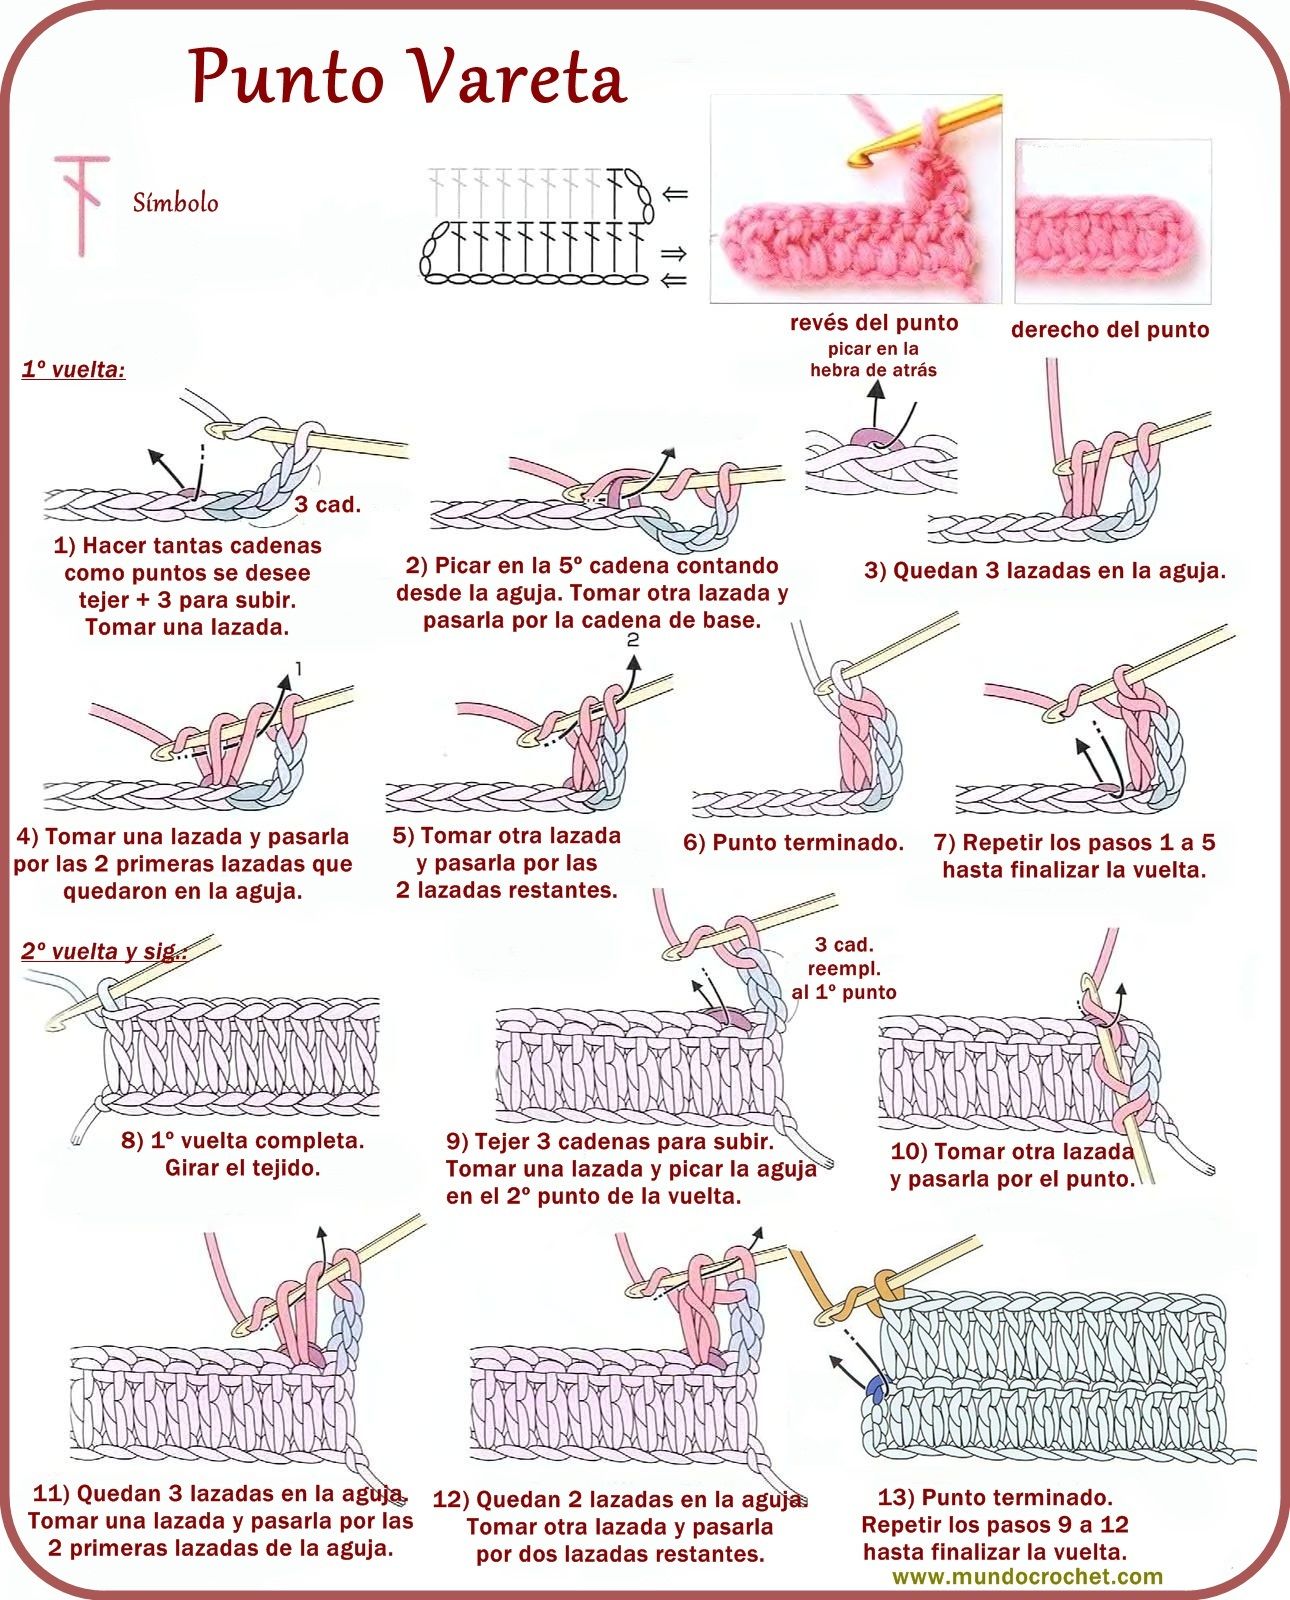 Punto Vareta
Símbolo
revés del punto
picar en la
hebra de atrás
derecho del punto
1º vuelta:
3 cad.
1) Hacer tantas cadenas
como puntos se desee
tejer + 3 para subir.
Tomar una lazada.
2) Picar en la 5º cadena contando
desde la aguja. Tomar otra lazada y
pasarla por la cadena de base.
3) Quedan 3 lazadas en la aguja.
1
4) Tomar una lazada y pasarla
por las 2 primeras lazadas que
quedaron en la aguja.
2
5) Tomar otra lazada
y pasarla por las
2 lazadas restantes.
6) Punto terminado.
7) Repetir los pasos 1 a 5
hasta finalizar la vuelta.
2º vuelta y sig.:
8) 1º vuelta completa.
Girar el tejido.
3 cad.
reempl.
al 1º punto
9) Tejer 3 cadenas para subir.
Tomar una lazada y picar la aguja
en el 2º punto de la vuelta.
10) Tomar otra lazada
y pasarla por el punto.
11) Quedan 3 lazadas en la aguja.
Tomar una lazada y pasarla por las
2 primeras lazadas de la aguja.
12) Quedan 2 lazadas en la aguja.
Tomar otra lazada y pasarla
por dos lazadas restantes.
13) Punto terminado.
Repetir los pasos 9 a 12
hasta finalizar la vuelta.
www.mundocrochet.com